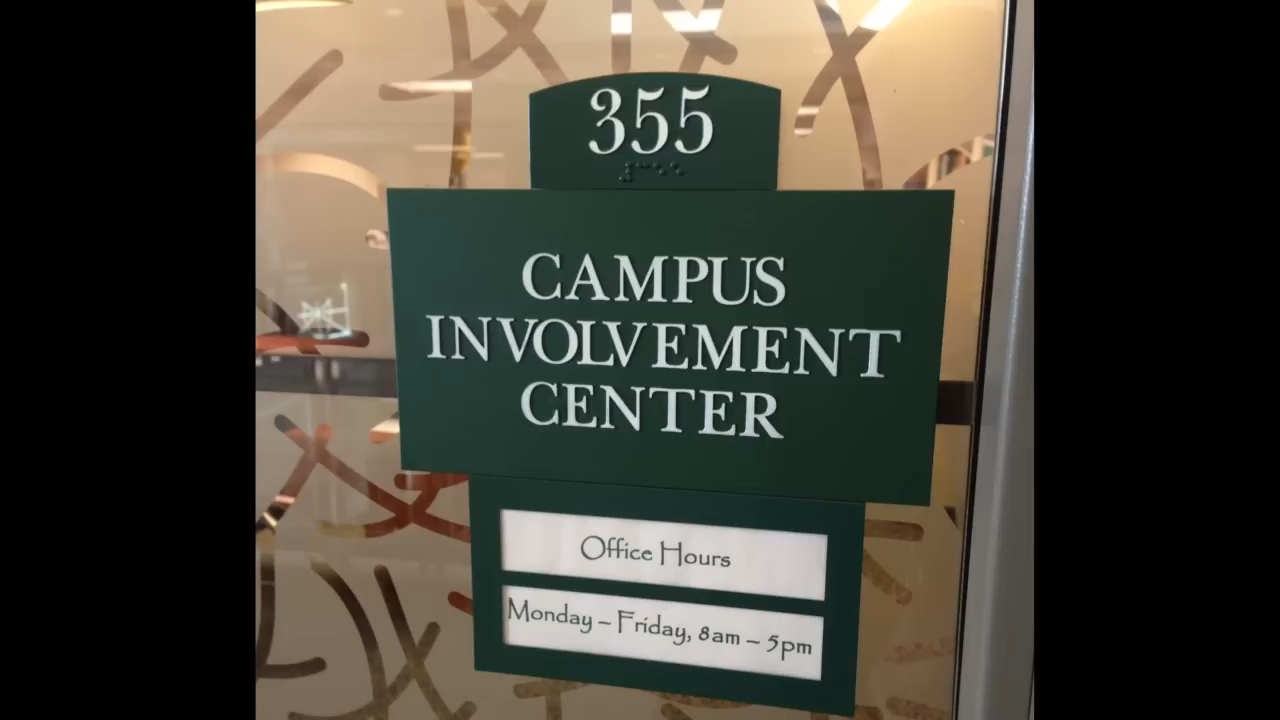 355
CAMPUS
INVOLVEMENT
CENTER
Office Hours
Monday – Friday, 8am – 5pm